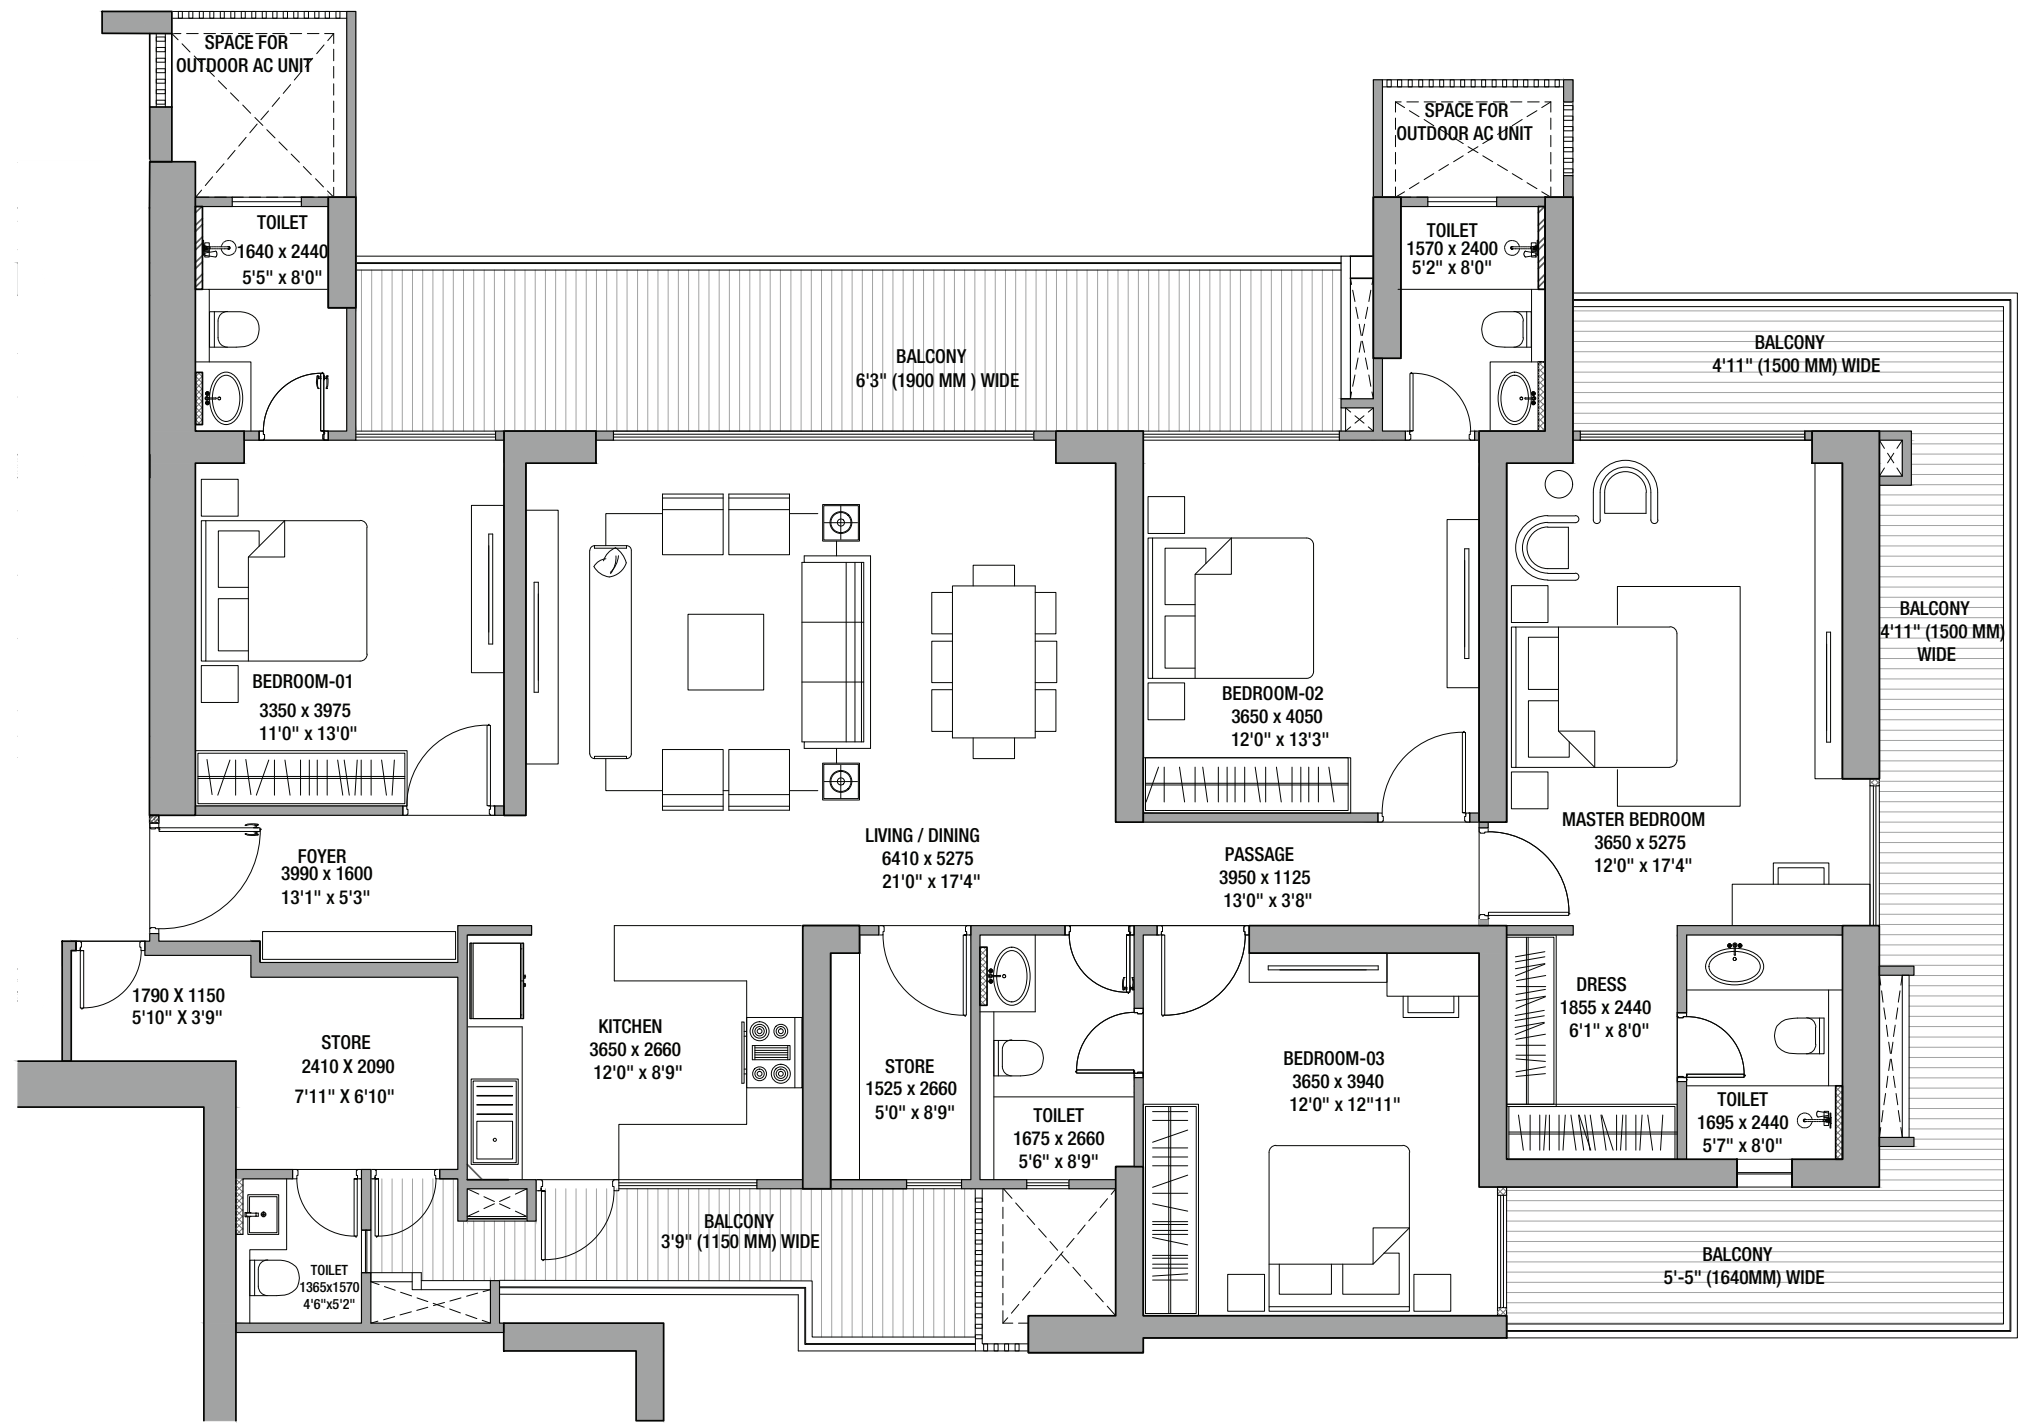 SPACE FOR
OUTDOOR AC UNIT
SPACE FOR
OUTDOOR AC UNIT
TOILET
1640 x 2440
5'5" x 8'0"
TOILET
1570 x 2400
5'2" x 8'0"
BALCONY
6'3" (1900 MM ) WIDE
BALCONY
4'11" (1500 MM) WIDE
BALCONY
4'11" (1500 MM)
WIDE
BEDROOM-01
3350 x 3975
11'0" x 13'0"
BEDROOM-02
3650 x 4050
12'0" x 13'3"
MASTER BEDROOM
3650 x 5275
12'0" x 17'4"
LIVING / DINING
6410 x 5275
21'0" x 17'4"
FOYER
3990 x 1600
13'1" x 5'3"
PASSAGE
3950 x 1125
13'0" x 3'8"
1790 X 1150
5'10" X 3'9"
STORE
2410 X 2090
7'11" X 6'10"
KITCHEN
3650 x 2660
12'0" x 8'9"
STORE
1525 x 2660
5'0" x 8'9"
TOILET
1675 x 2660
5'6" x 8'9"
BEDROOM-03
3650 x 3940
12'0" x 12"11"
DRESS
1855 x 2440
6'1" x 8'0"
TOILET
1695 x 2440
5'7" x 8'0"
BALCONY
3'9" (1150 MM) WIDE
TOILET
1365x1570
4'6"x5'2"
BALCONY
5'-5" (1640MM) WIDE